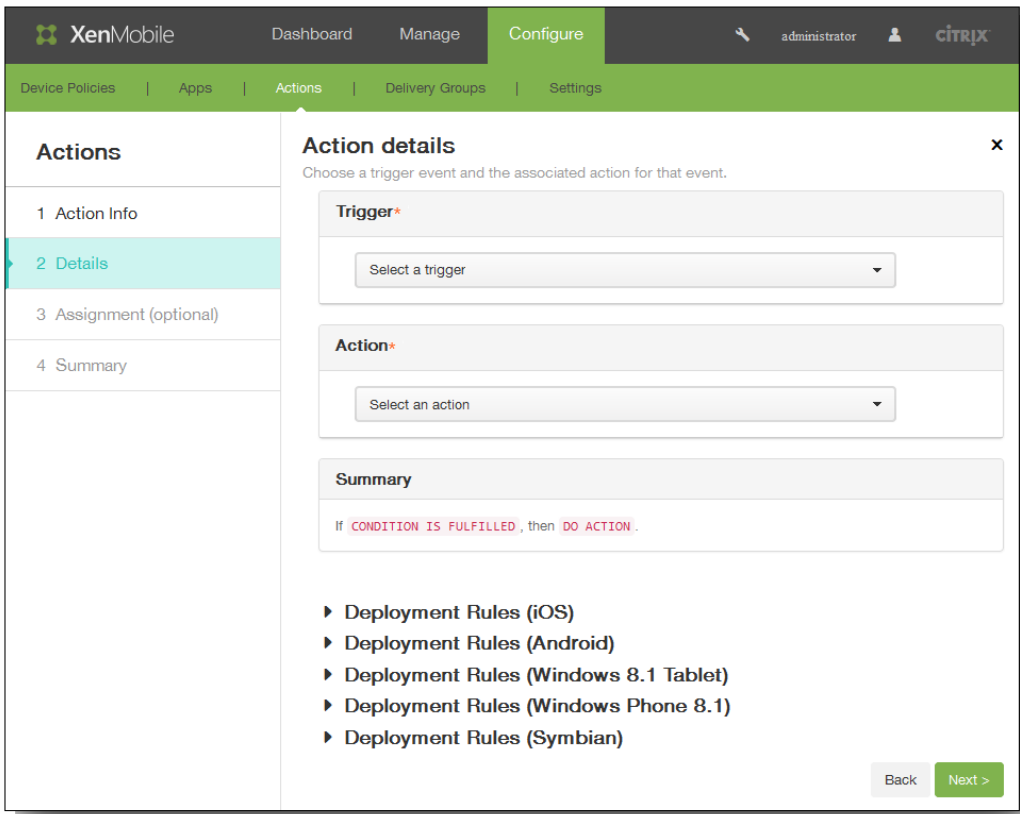 XenMobile Dashboard Manage Configure administrator CİTRIX
Device Policies | Apps | Actions | Delivery Groups | Settings
Actions
1 Action Info
2 Details
3 Assignment (optional)
4 Summary
Action details
Choose a trigger event and the associated action for that event.
Trigger*
Select a trigger
Action*
Select an action
Summary
If CONDITION IS FULFILLED, then DO ACTION.
Deployment Rules (iOS)
Deployment Rules (Android)
Deployment Rules (Windows 8.1 Tablet)
Deployment Rules (Windows Phone 8.1)
Deployment Rules (Symbian)
Back Next >